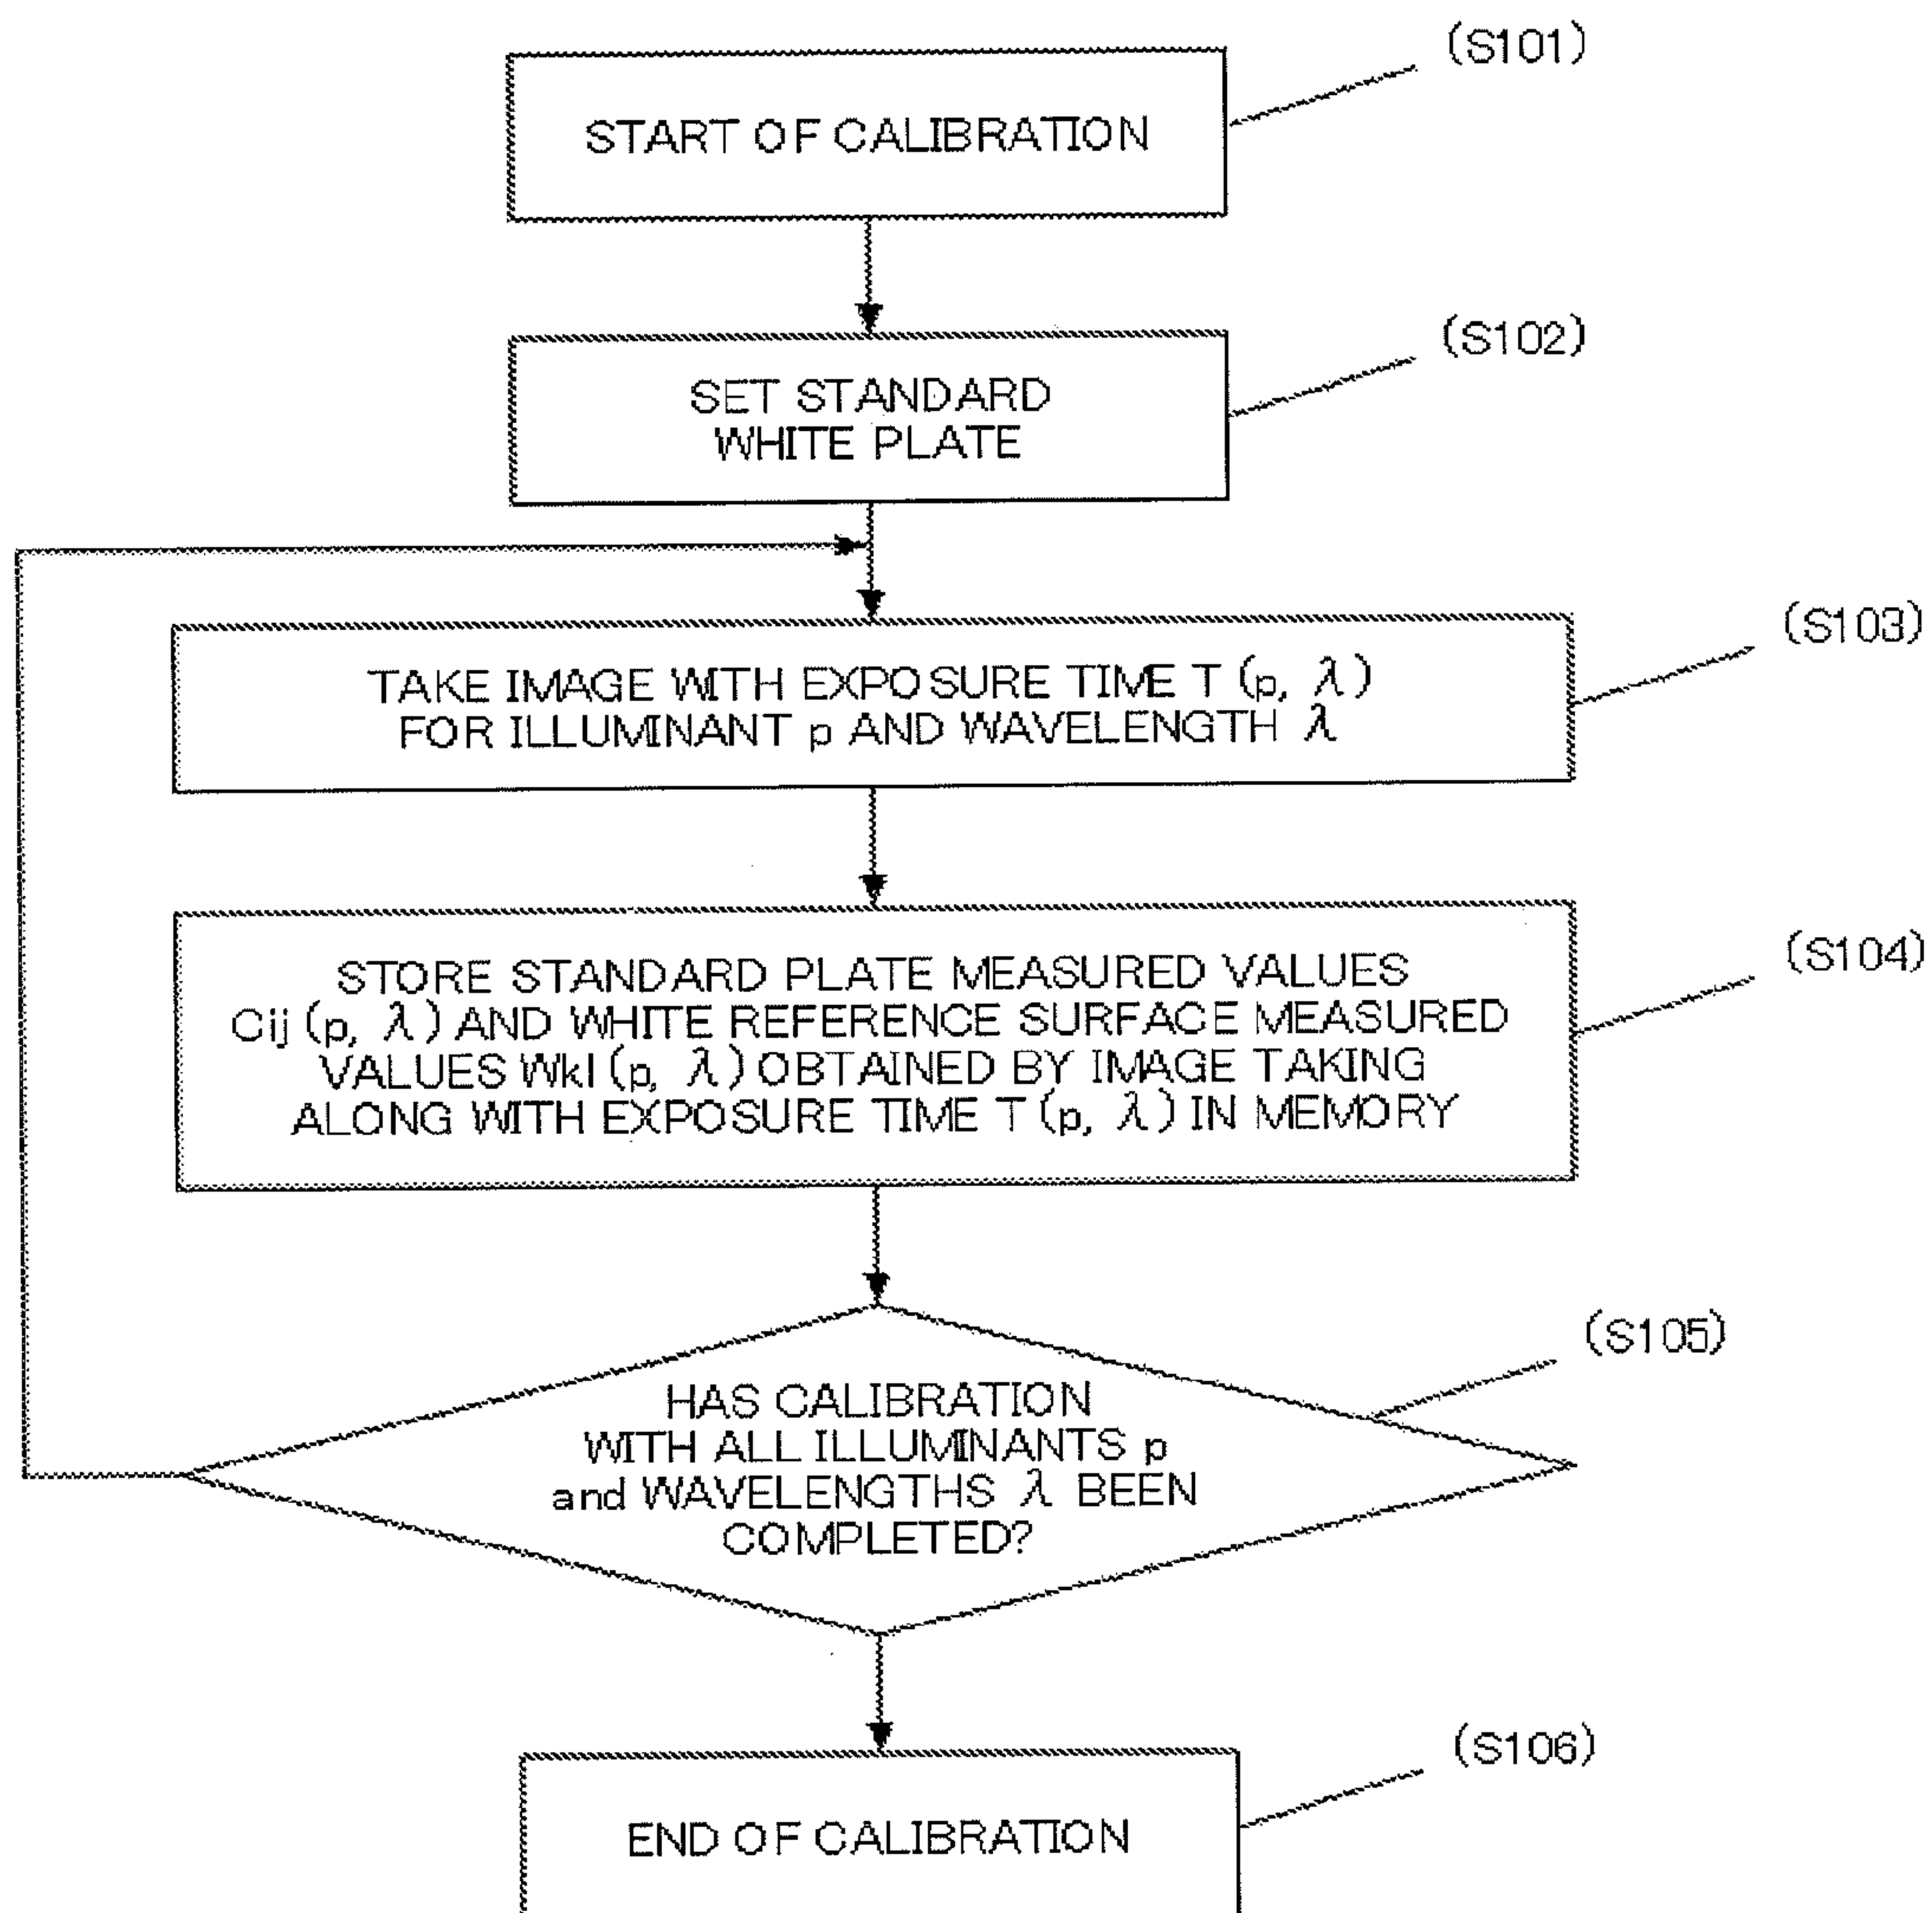 (S101)
START OF CALIBRATION
(S102)
SET STANDARD
WHITE PLATE
(S103)
TAKE IMAGE WITH EXPOSURE TIME T (p, λ)
FOR ILLUMINANT p AND WAVELENGTH λ
(S104)
STORE STANDARD PLATE MEASURED VALUES
Cij (p, λ) AND WHITE REFERENCE SURFACE MEASURED
VALUES Wkl (p, λ) OBTAINED BY IMAGE TAKING
ALONG WITH EXPOSURE TIME T (p, λ) IN MEMORY
(S105)
HAS CALIBRATION
WITH ALL ILLUMINANTS p
and WAVELENGTHS λ BEEN
COMPLETED?
(S106)
END OF CALIBRATION